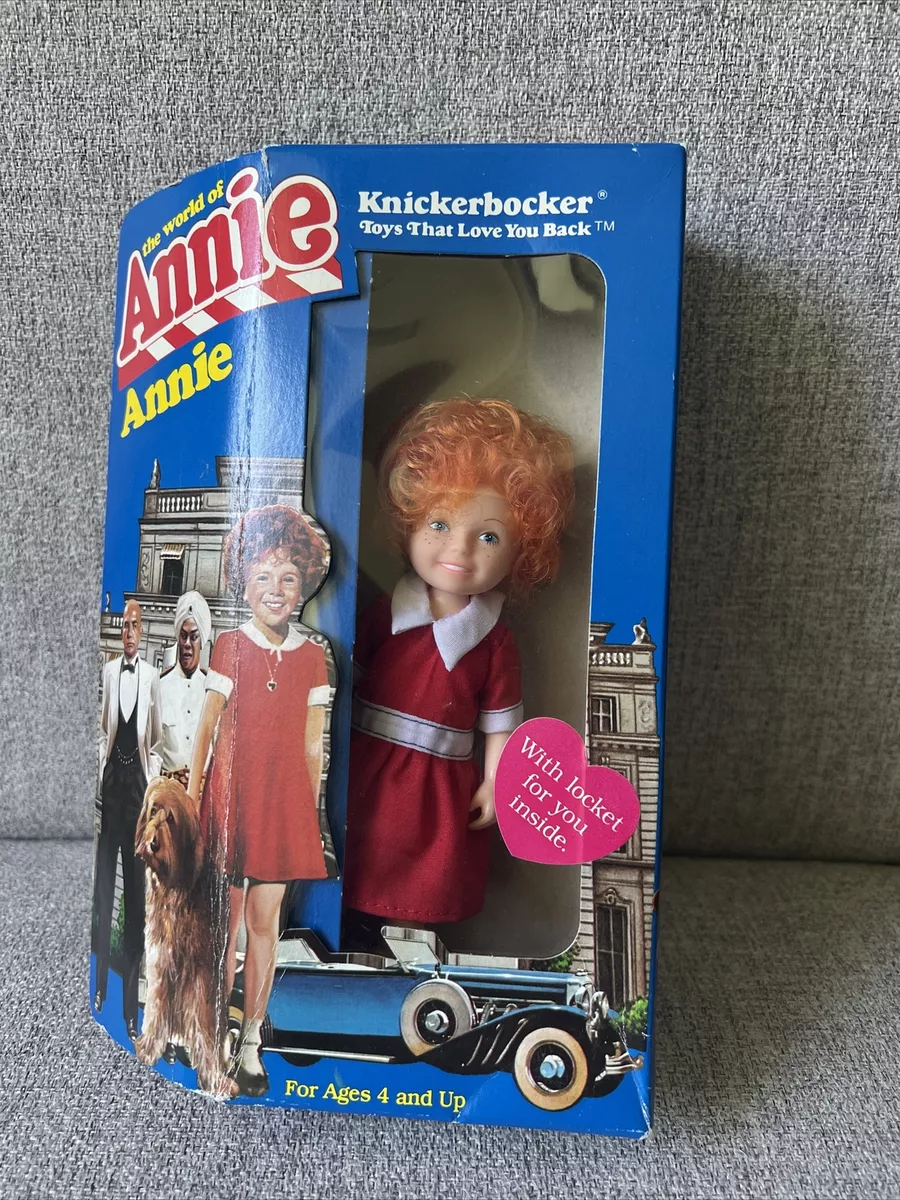 the world of
Annie
Annie
Knickerbocker®
Toys That Love You Back™
With locket
for you
inside.
For Ages 4 and Up